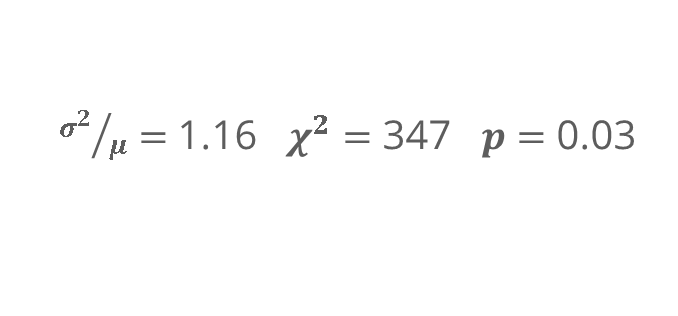 σ²/μ = 1.16 χ² = 347 p = 0.03